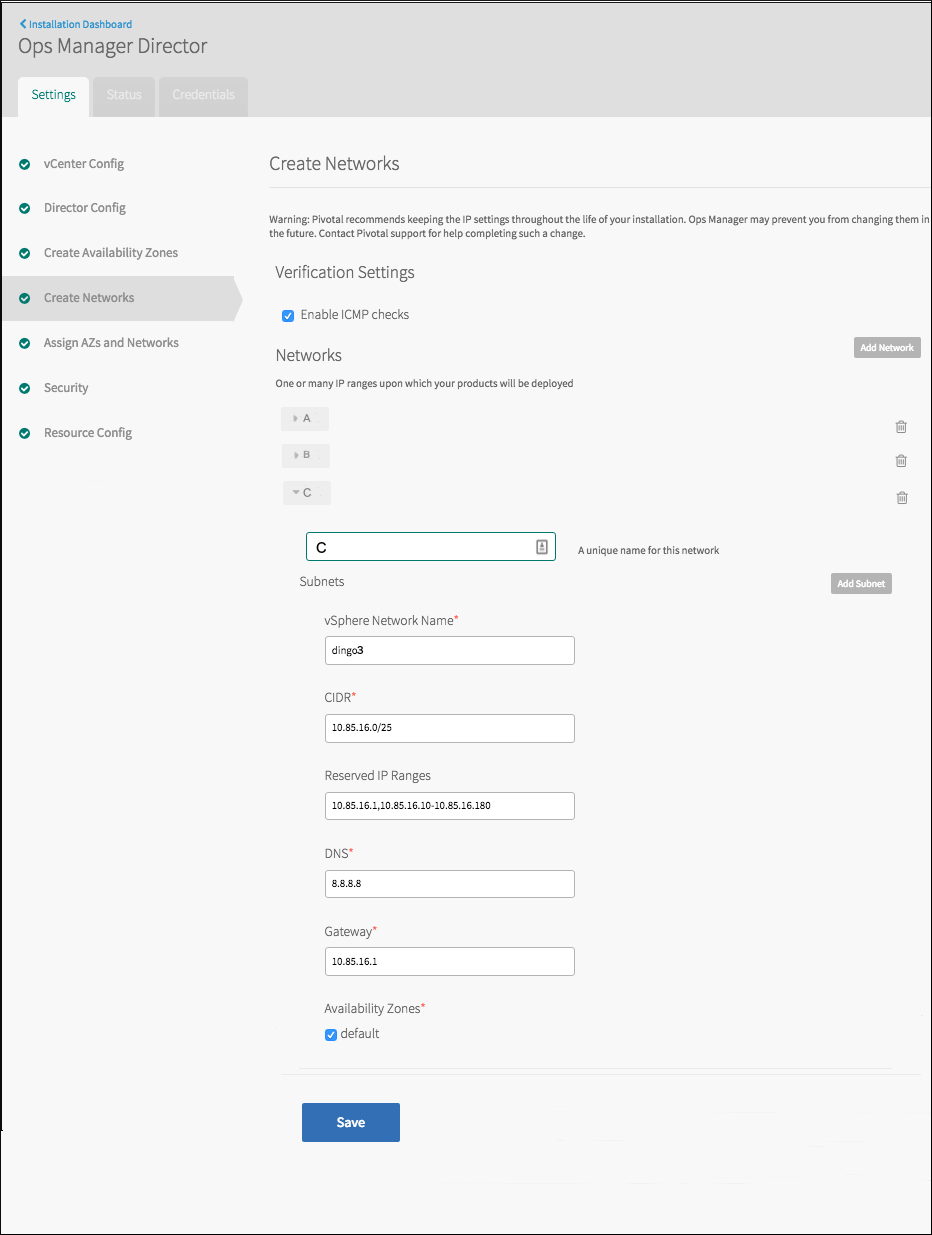 Installation Dashboard
Ops Manager Director
Settings
Status
Credentials
vCenter Config
Director Config
Create Availability Zones
Create Networks
Assign AZs and Networks
Security
Resource Config
Create Networks
Warning: Pivotal recommends keeping the IP settings throughout the life of your installation. Ops Manager may prevent you from changing them in
the future. Contact Pivotal support for help completing such a change.
Verification Settings
Enable ICMP checks
Networks
Add Network
One or many IP ranges upon which your products will be deployed
A
B
C
C
A unique name for this network
Subnets
Add Subnet
vSphere Network Name*
dingo3
CIDR*
10.85.16.0/25
Reserved IP Ranges
10.85.16.1,10.85.16.10-10.85.16.180
DNS*
8.8.8.8
Gateway*
10.85.16.1
Availability Zones*
default
Save